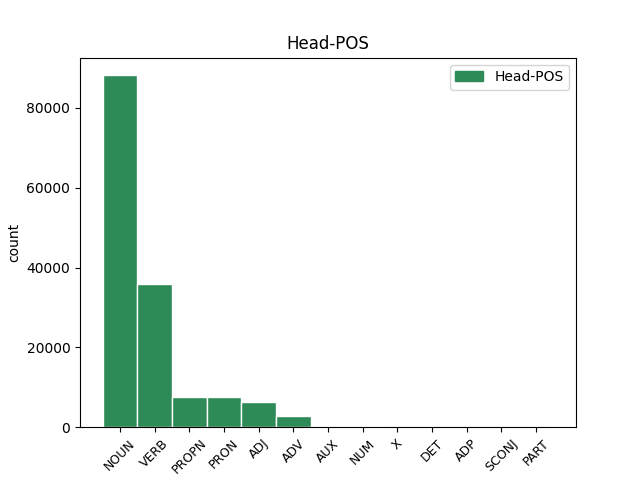 Head-POS
Head-POS
80000
60000
40000
20000
0
count
NOUN
VERB
PROPN
PRON
ADJ
ADV
AUX
NUM
X
DET
ADP
SCONJ
PART